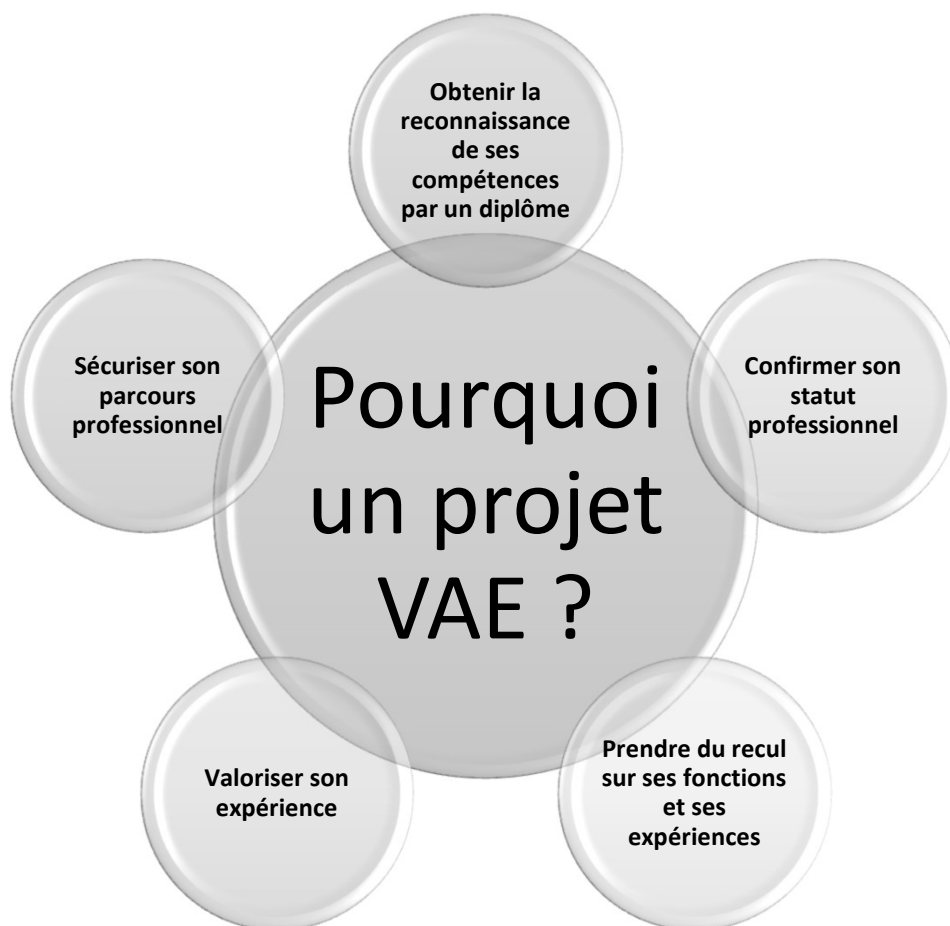 Obtenir la
reconnaissance
de ses
compétences
par un diplôme
Sécuriser son
parcours
professionnel
Pourquoi
un projet
VAE ?
Confirmer son
statut
professionnel
Valoriser son
expérience
Prendre du recul
sur ses fonctions
et ses
expériences